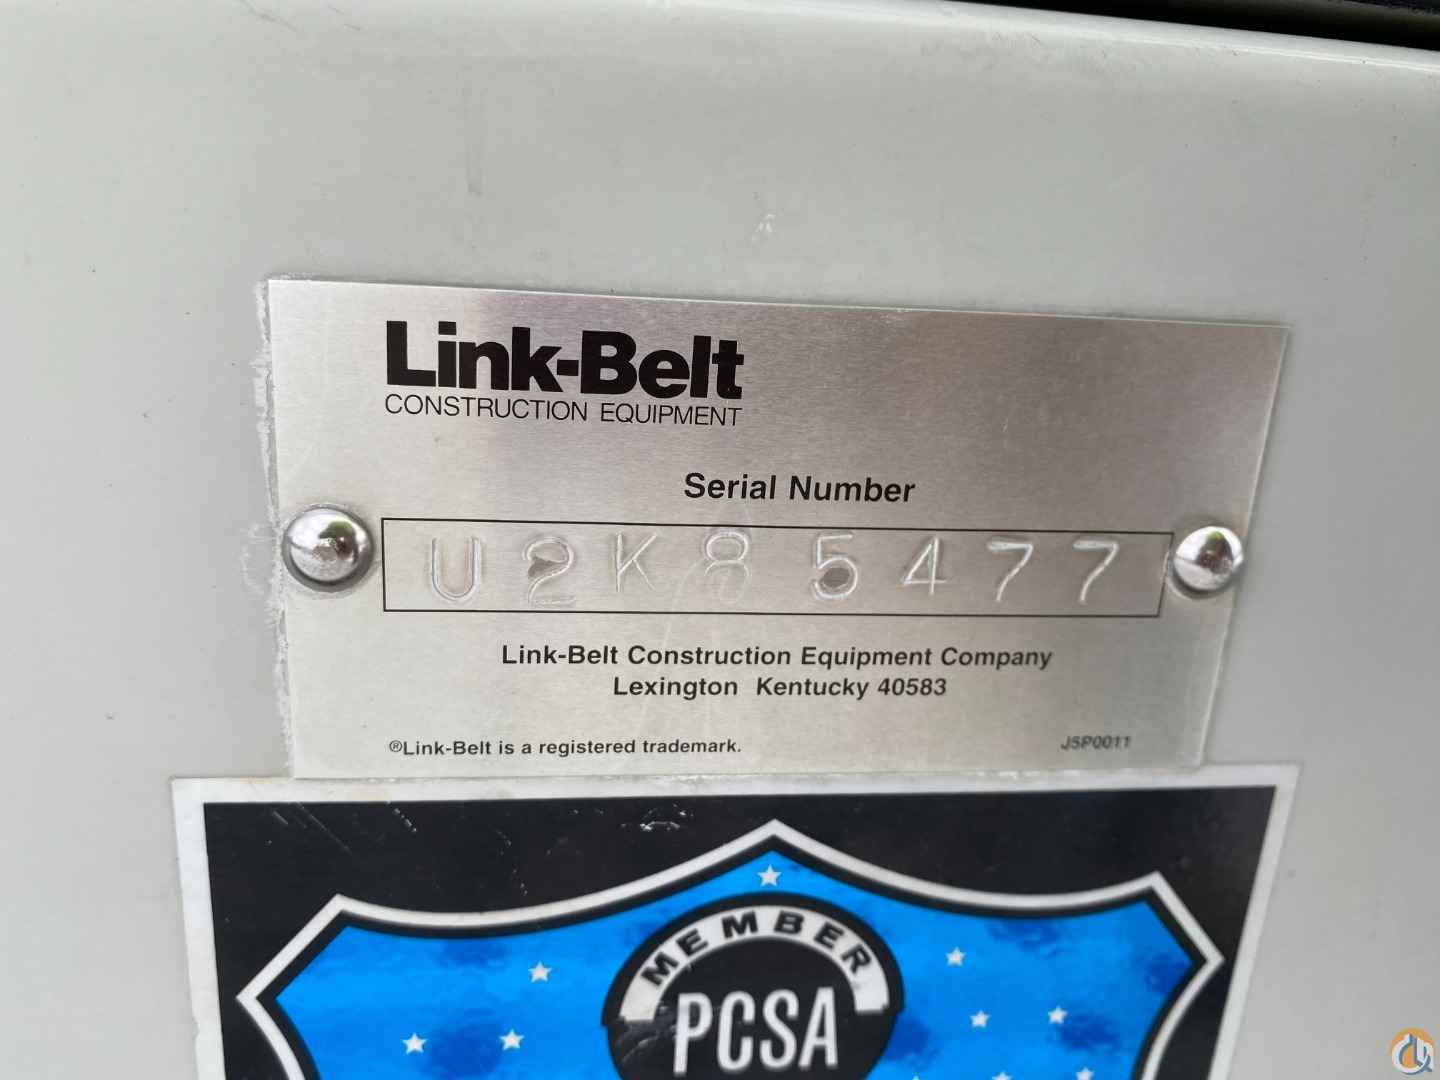 Link-Belt
CONSTRUCTION EQUIPMENT
Serial Number
U2K85477
Link-Belt Construction Equipment Company
Lexington Kentucky 40583
®Link-Belt is a registered trademark.
J5P0011
MEMBER
PCSA